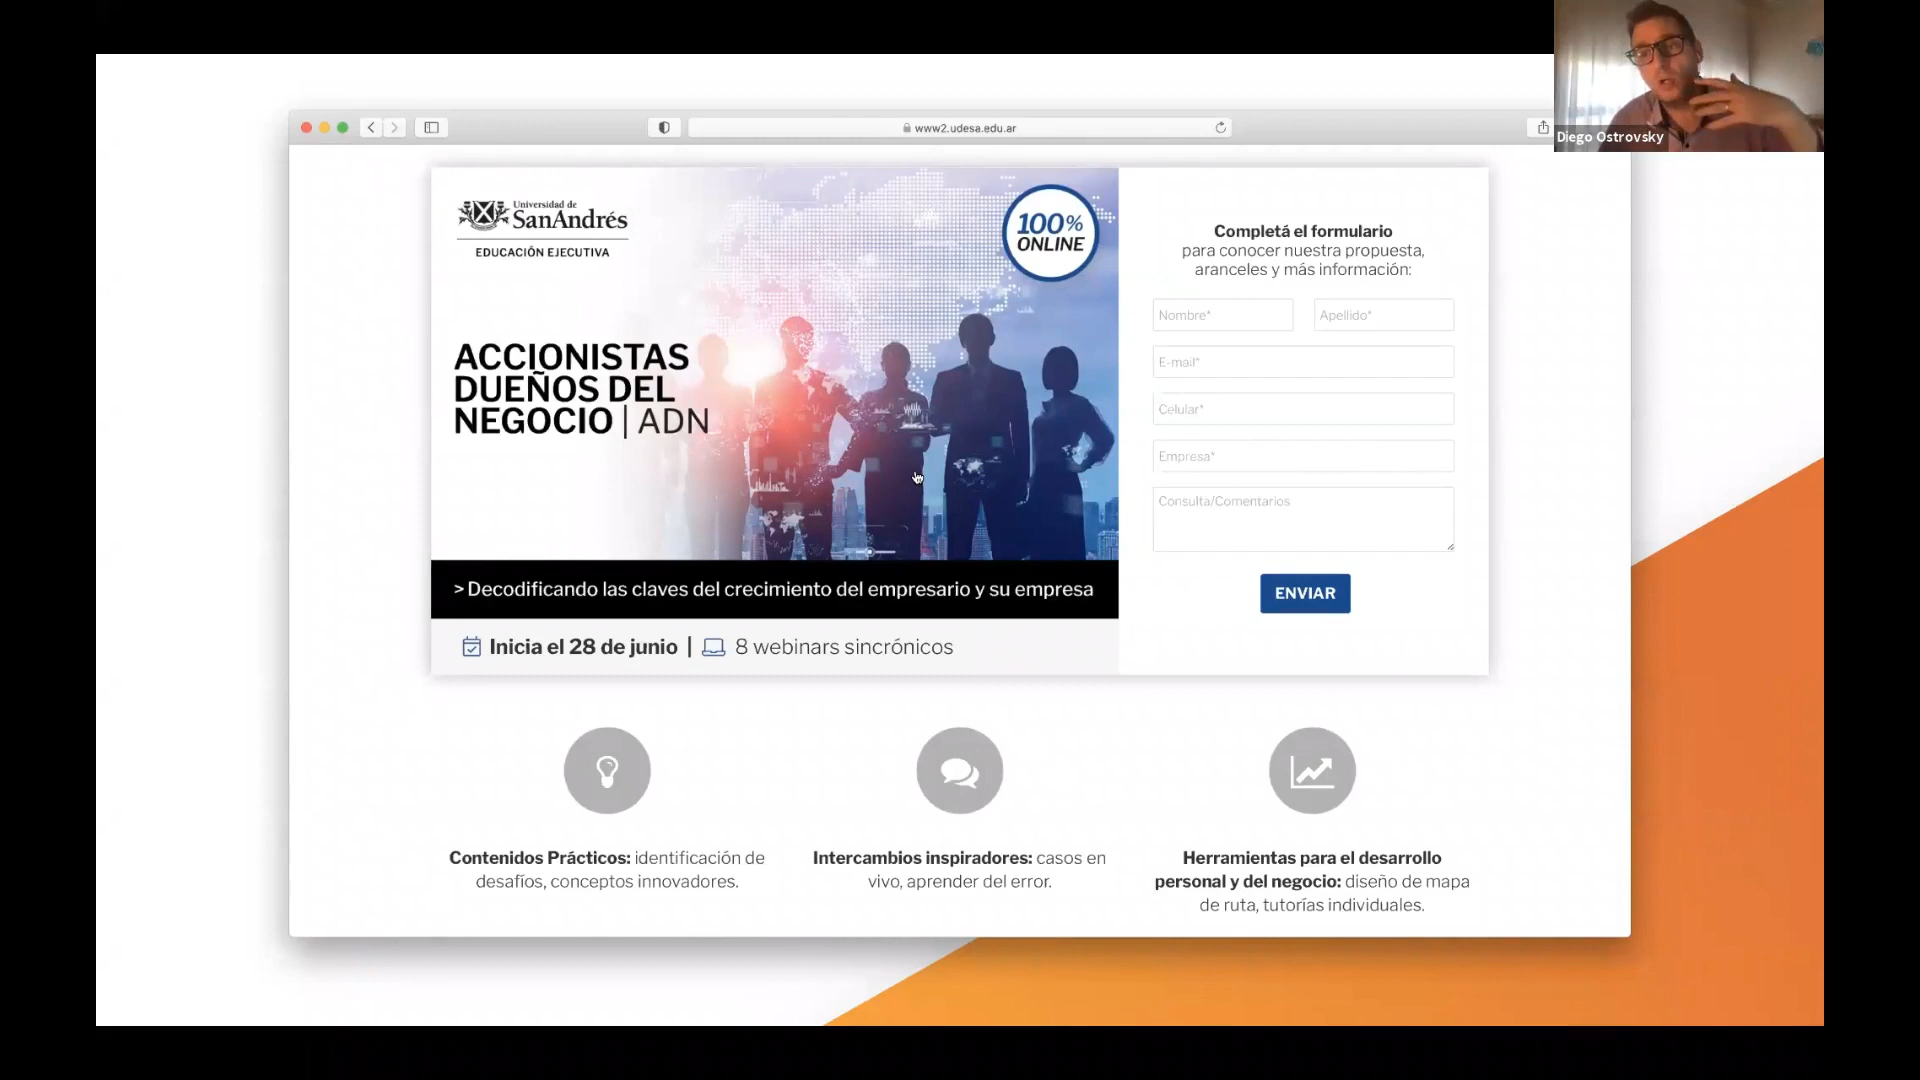 www2.udesa.edu.ar
Diego Ostrovsky
Universidad de
SanAndrés
EDUCACIÓN EJECUTIVA
100%
ONLINE
ACCIONISTAS
DUEÑOS DEL
NEGOCIO | ADN
> Decodificando las claves del crecimiento del empresario y su empresa
Inicia el 28 de junio | 8 webinars sincrónicos
Completá el formulario
para conocer nuestra propuesta,
aranceles y más información:
Nombre* Apellido*
E-mail*
Celular*
Empresa*
Consulta/Comentarios
ENVIAR
Contenidos Prácticos: identificación de
desafíos, conceptos innovadores.
Intercambios inspiradores: casos en
vivo, aprender del error.
Herramientas para el desarrollo
personal y del negocio: diseño de mapa
de ruta, tutorías individuales.